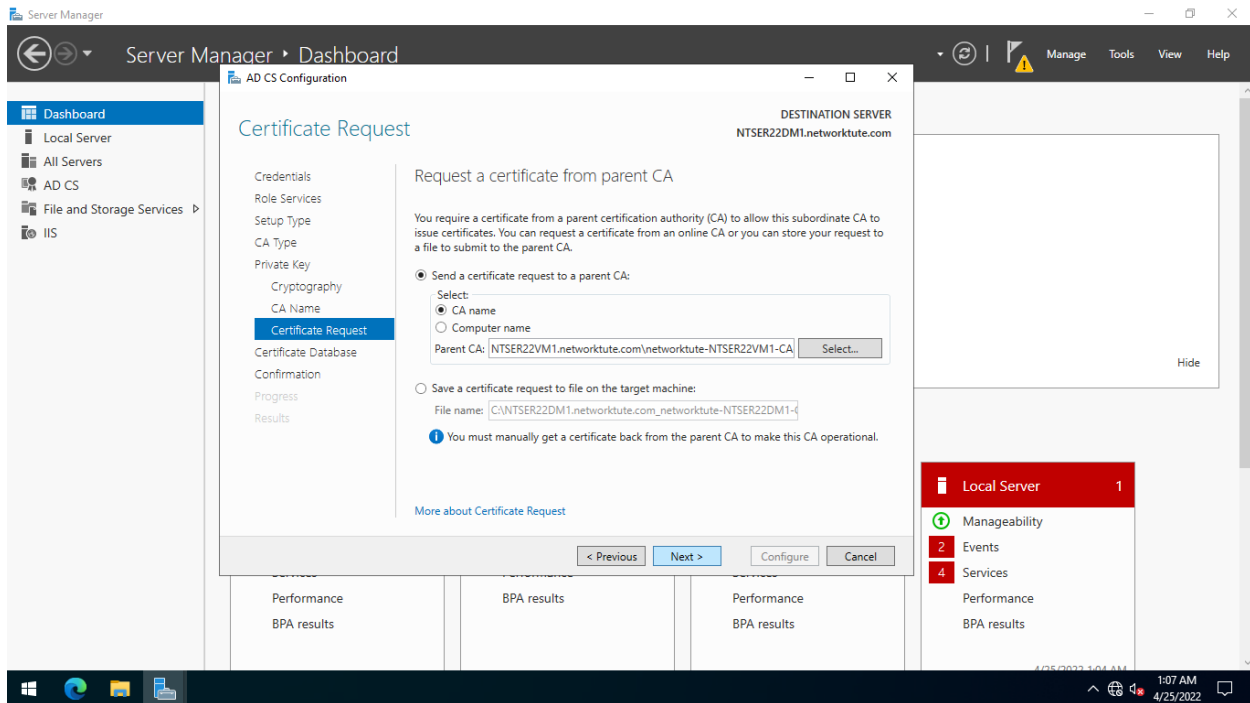 Server Manager
Server Manager • Dashboard
Manage Tools View Help
Dashboard
Local Server
All Servers
AD CS
File and Storage Services
IIS
AD CS Configuration
Certificate Request
DESTINATION SERVER
NTSER22DM1.networktute.com
Credentials
Role Services
Setup Type
CA Type
Private Key
Cryptography
CA Name
Certificate Request
Certificate Database
Confirmation
Progress
Results
Request a certificate from parent CA
You require a certificate from a parent certification authority (CA) to allow this subordinate CA to
issue certificates. You can request a certificate from an online CA or you can store your request to
a file to submit to the parent CA.
Send a certificate request to a parent CA:
Select:
CA name
Computer name
Parent CA: NTSER22VM1.networktute.com\networktute-NTSER22VM1-CA Select...
Save a certificate request to file on the target machine:
File name: C:\NTSER22DM1.networktute.com_networktute-NTSER22DM1-
You must manually get a certificate back from the parent CA to make this CA operational.
More about Certificate Request
< Previous Next > Configure Cancel
Hide
Performance
BPA results
BPA results
Performance
BPA results
Local Server 1
Manageability
2 Events
4 Services
Performance
BPA results
4/25/2022 1:04 AM
1:07 AM
4/25/2022